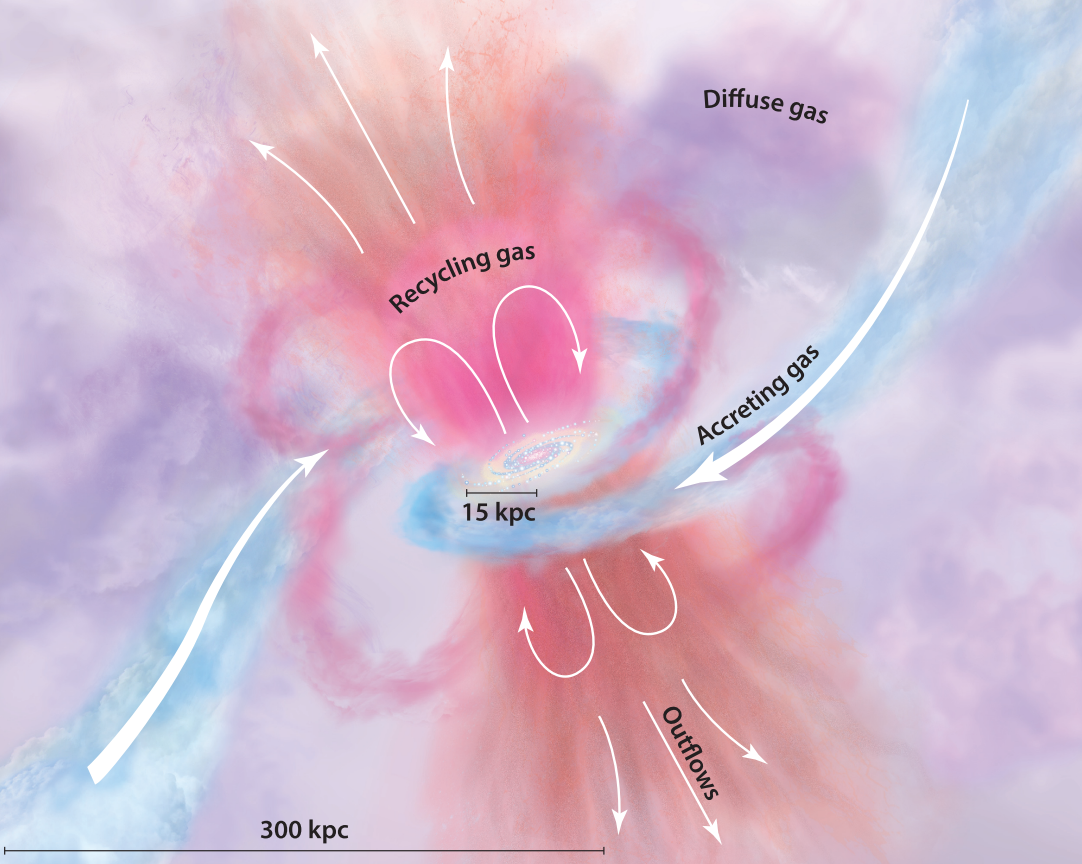 Diffuse gas
Recycling gas
Accreting gas
15 kpc
Outflows
300 kpc